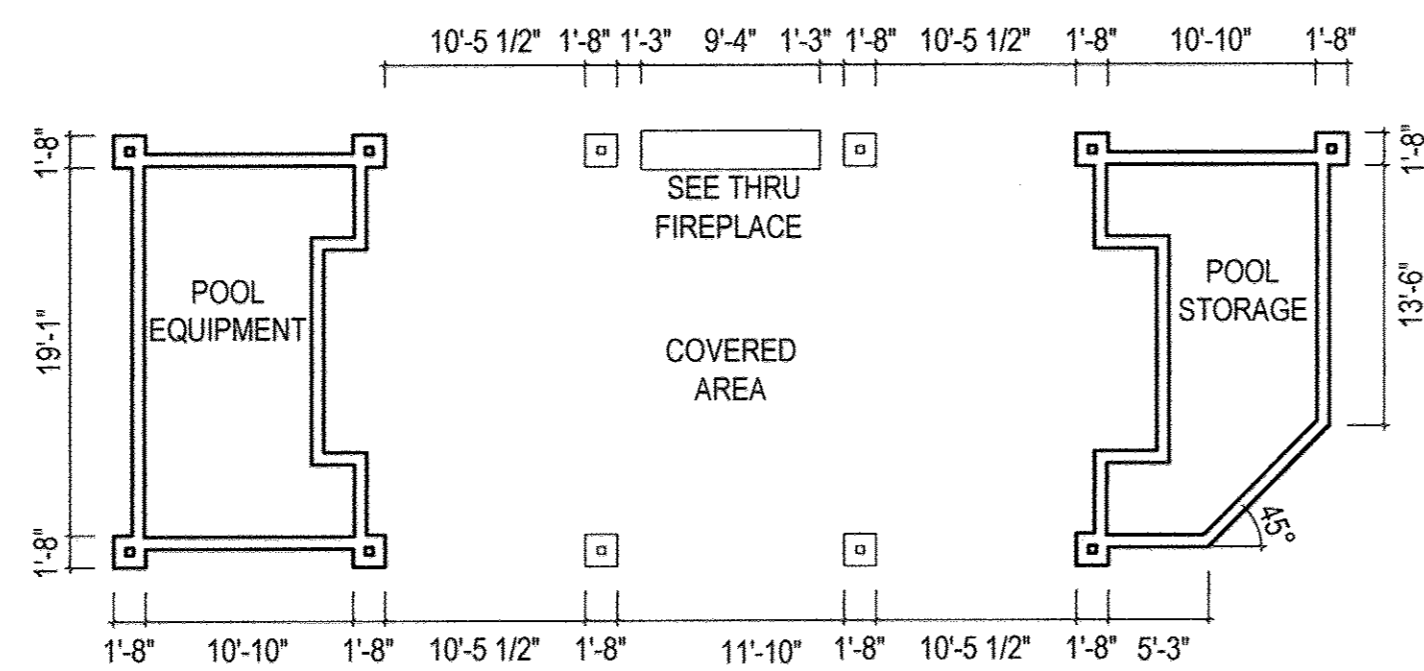 10'-5 1/2" 1'-8" 1'-3" 9'-4" 1'-3" 1'-8" 10'-5 1/2" 1'-8" 10'-10" 1'-8"
1'-8"
19'-1"
1'-8"
POOL
EQUIPMENT
SEE THRU
FIREPLACE
COVERED
AREA
POOL
STORAGE
45°
1'-8"
13'-6"
1'-8" 10'-10" 1'-8" 10'-5 1/2" 1'-8" 11'-10" 1'-8" 10'-5 1/2" 1'-8" 5'-3"